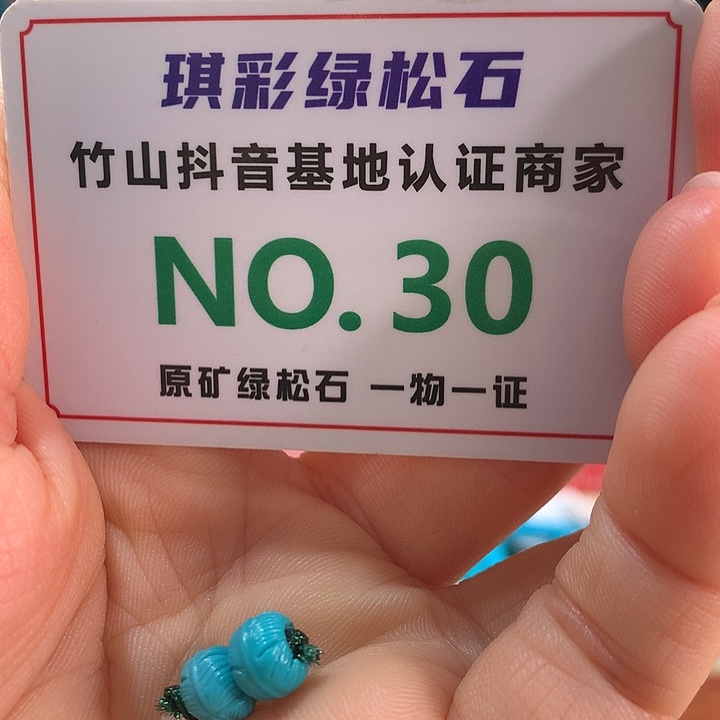 琪彩绿松石
竹山抖音基地认证商家
NO. 30
原矿绿松石 一物一证